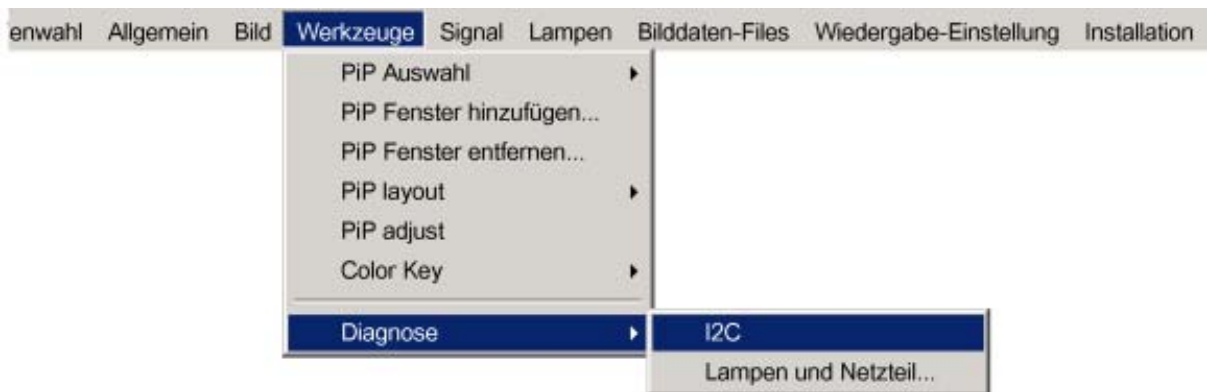 enwahl Allgemein Bild Werkzeuge Signal Lampen Bilddaten-Files Wiedergabe-Einstellung Installation
PiP Auswahl
PiP Fenster hinzufügen...
PiP Fenster entfernen...
PiP layout
PiP adjust
Color Key
Diagnose I2C
Lampen und Netzteil...